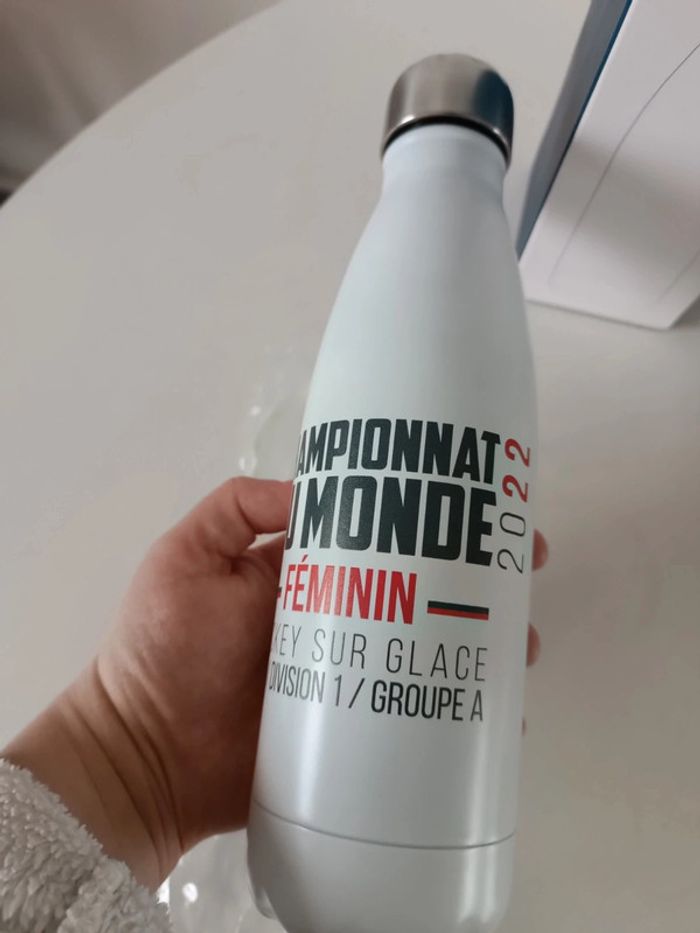 AMPIONNAT
U MONDE
2022
FÉMININ
KEY SUR GLACE
DIVISION 1 / GROUPE A